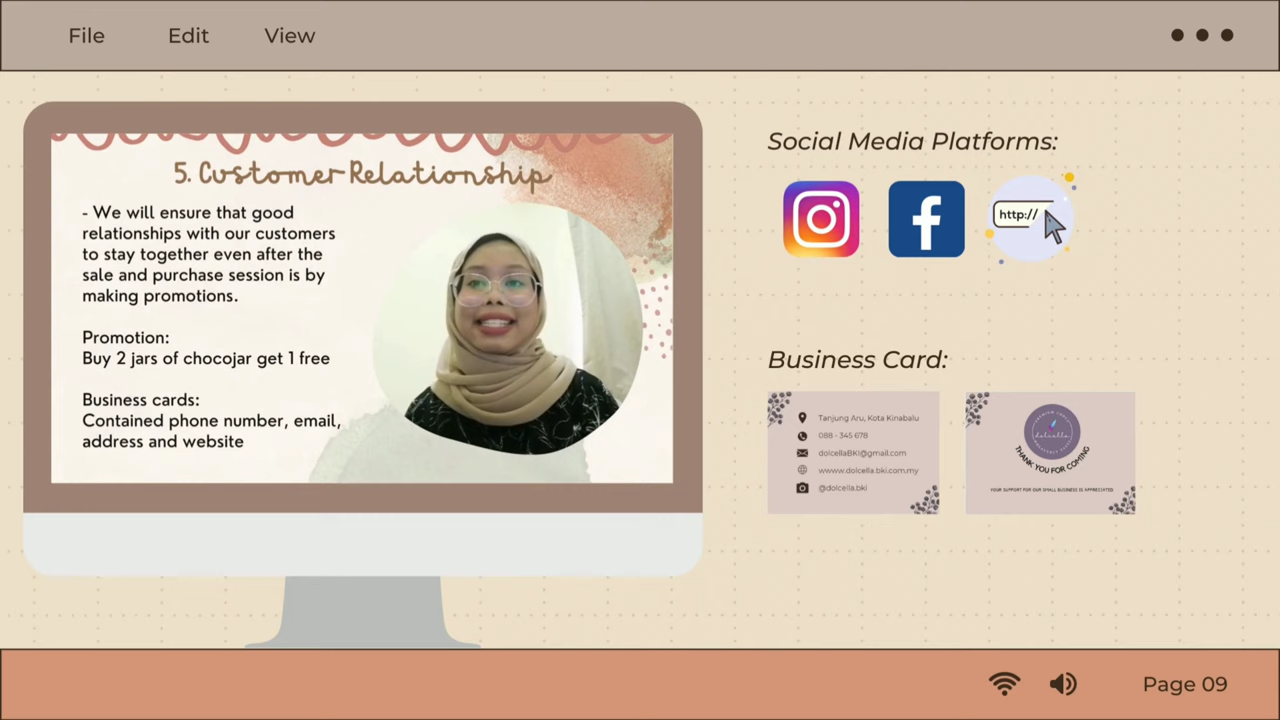 File Edit View
5. Customer Relationship
- We will ensure that good
relationships with our customers
to stay together even after the
sale and purchase session is by
making promotions.
Promotion:
Buy 2 jars of chocojar get 1 free
Business cards:
Contained phone number, email,
address and website
Social Media Platforms:
http://
Business Card:
Tanjung Aru, Kota Kinabalu
088 - 345 678
dolcellaBKI@gmail.com
wwww.dolcella.bki.com.my
@dolcella.bki
dolcella
THANK YOU FOR COMING
YOUR SUPPORT FOR OUR SMALL BUSINESS IS APPRECIATED
Page 09